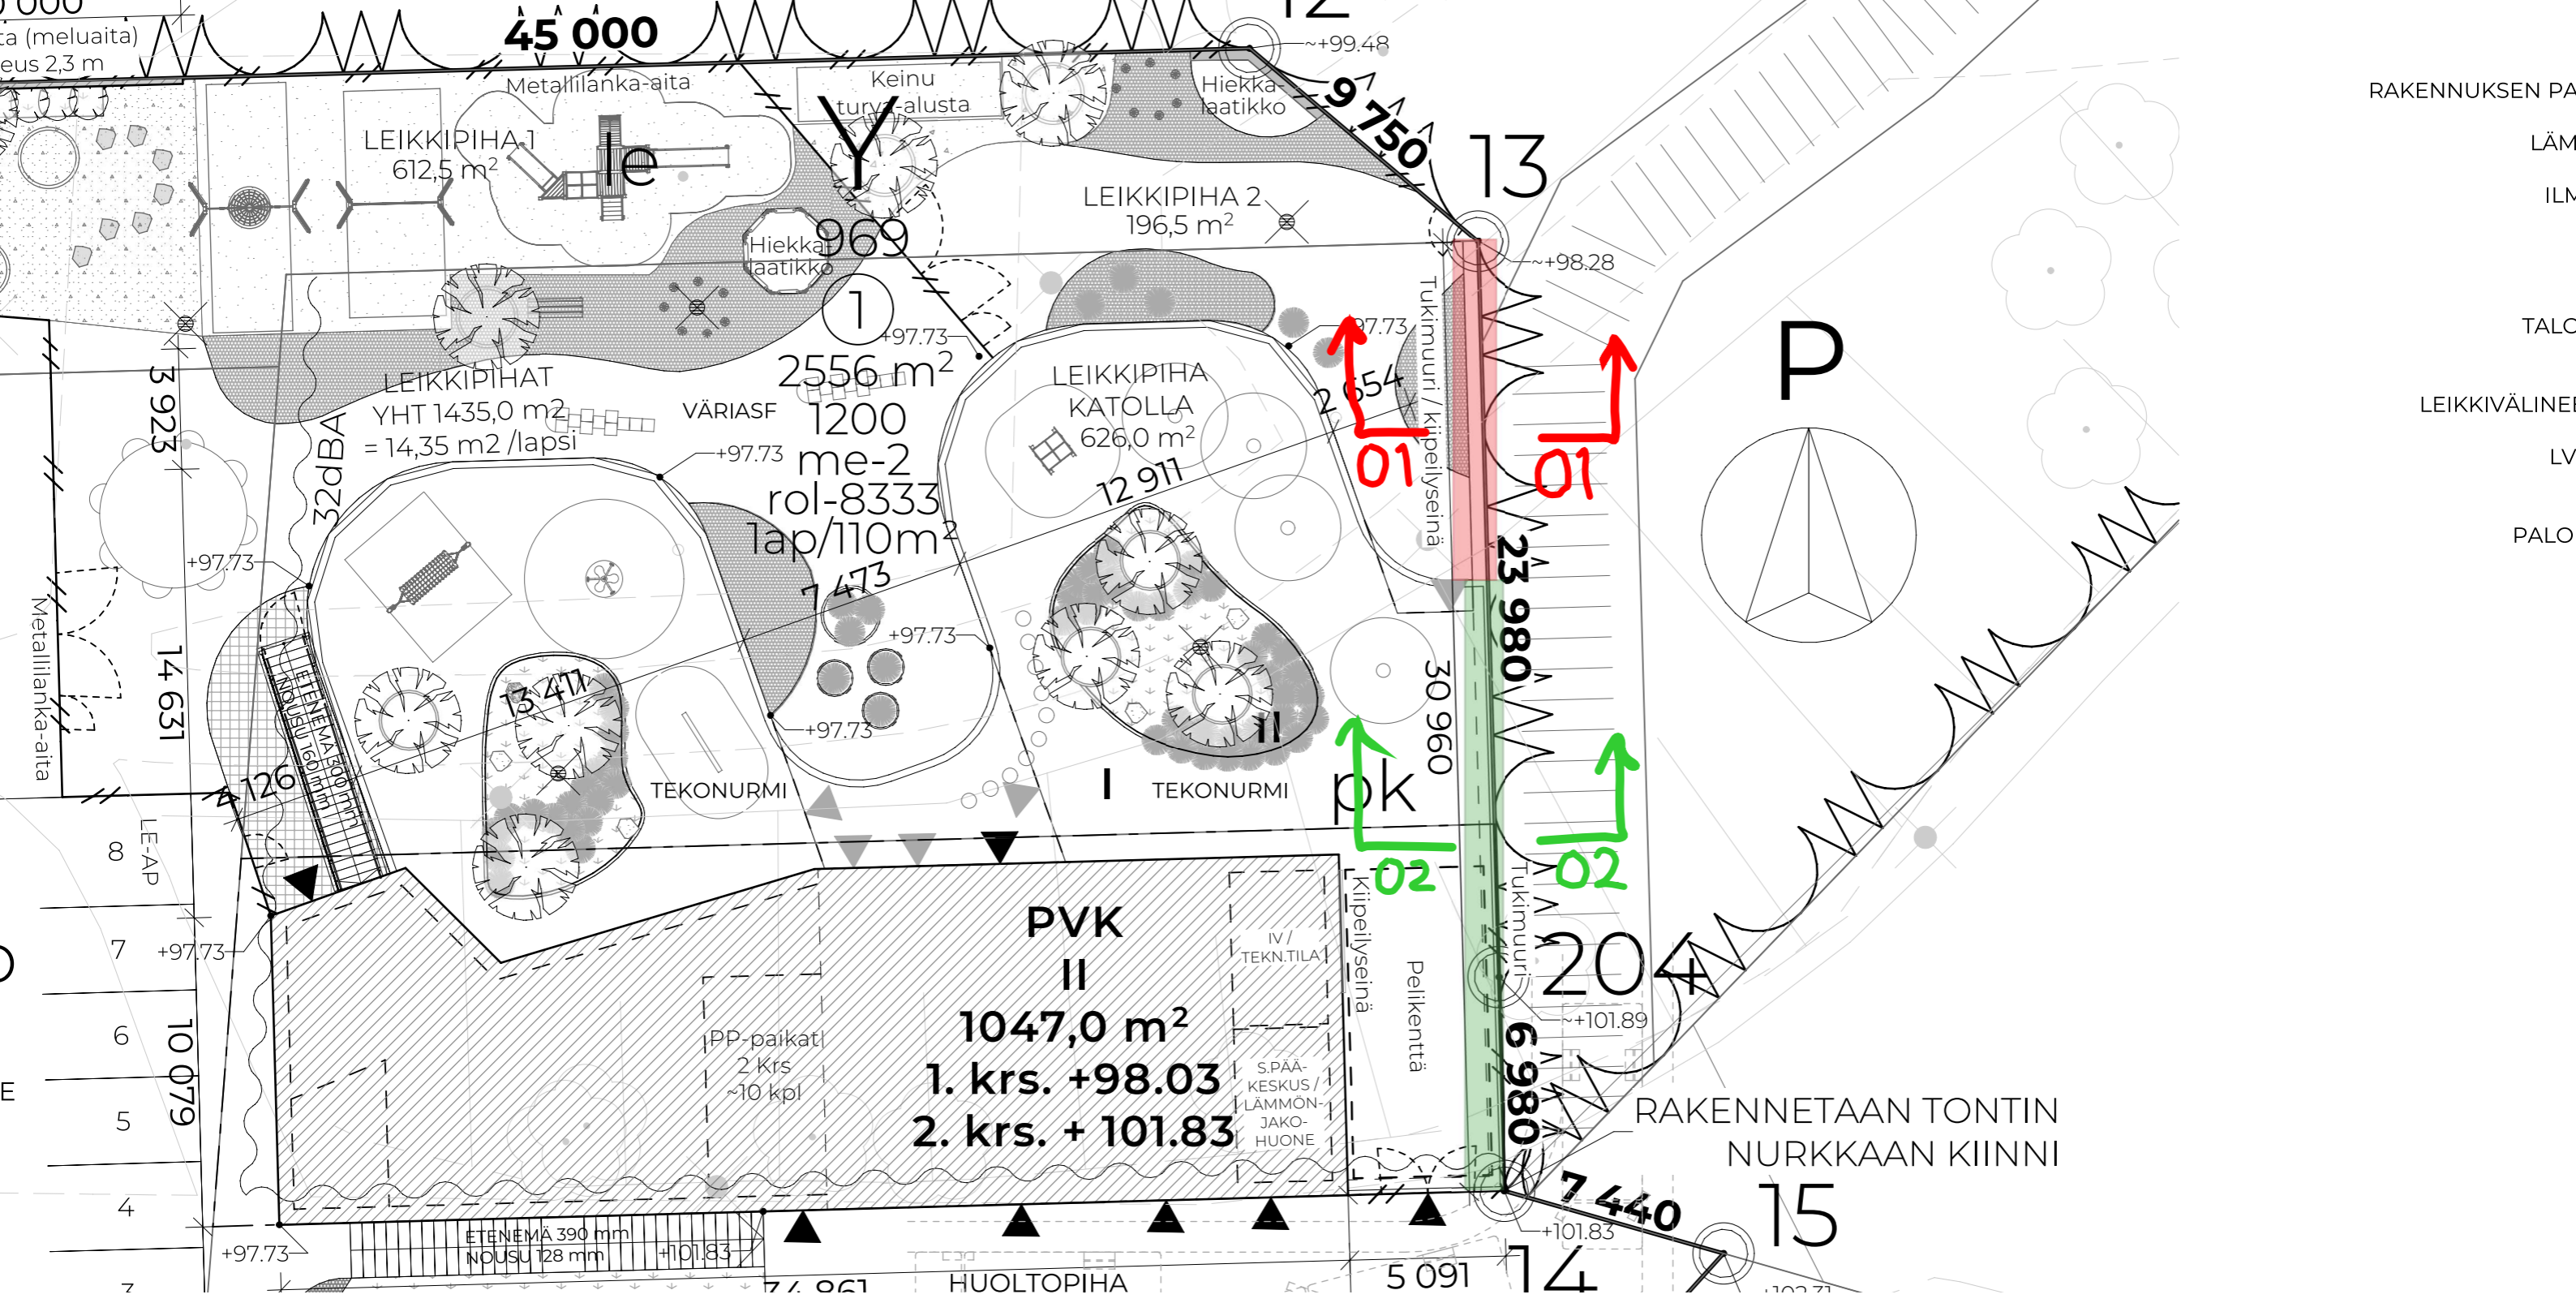 ta (meluaita)
eus 2,3 m
45 000
~+99.48
9 750
13
~+98.28
Metallilanka-aita
Keinu
turva-alusta
Hiekka-
laatikko
LEIKKIPIHA 1
612,5 m²
le
Y
969
1
2556 m²
1200
me-2
rol-8333
1ap/110m²
Hiekka-
laatikko
LEIKKIPIHA 2
196,5 m²
+97.73
97.73
LEIKKIPIHAT
YHT 1435,0 m2
= 14,35 m2 /lapsi
VÄRIASF
+97.73
LEIKKIPIHA
KATOLLA
626,0 m²
2 654
12 911
7 473
13 411
126
3 923
32dBA
14 631
10 079
+97.73
+97.73
+97.73
Metallilanka-aita
ETENEMÄ 300 mm
NOUSU 160 mm
Tukimuuri / kiipeilyseinä
01
01
23 980
30 960
P
TEKONURMI
I
TEKONURMI
II
pk
02
02
LE-AP
8
7
6
5
4
3
+97.73
PVK
II
1047,0 m²
1. krs. +98.03
2. krs. + 101.83
PP-paikat
2 Krs
~10 kpl
IV /
TEKN.TILA
S.PÄÄ-
KESKUS /
LÄMMÖN-
JAKO-
HUONE
Kiipeilyseinä
Pelikenttä
Tukimuuri
204
~+101.89
6 980
RAKENNETAAN TONTIN
NURKKAAN KIINNI
7 440
15
+101.83
14
+97.73
ETENEMÄ 390 mm
NOUSU 128 mm
+101.83
HUOLTOPIHA
5 091
RAKENNUKSEN PA
LÄM
ILM
TALO
LEIKKIVÄLINEE
LV
PALO